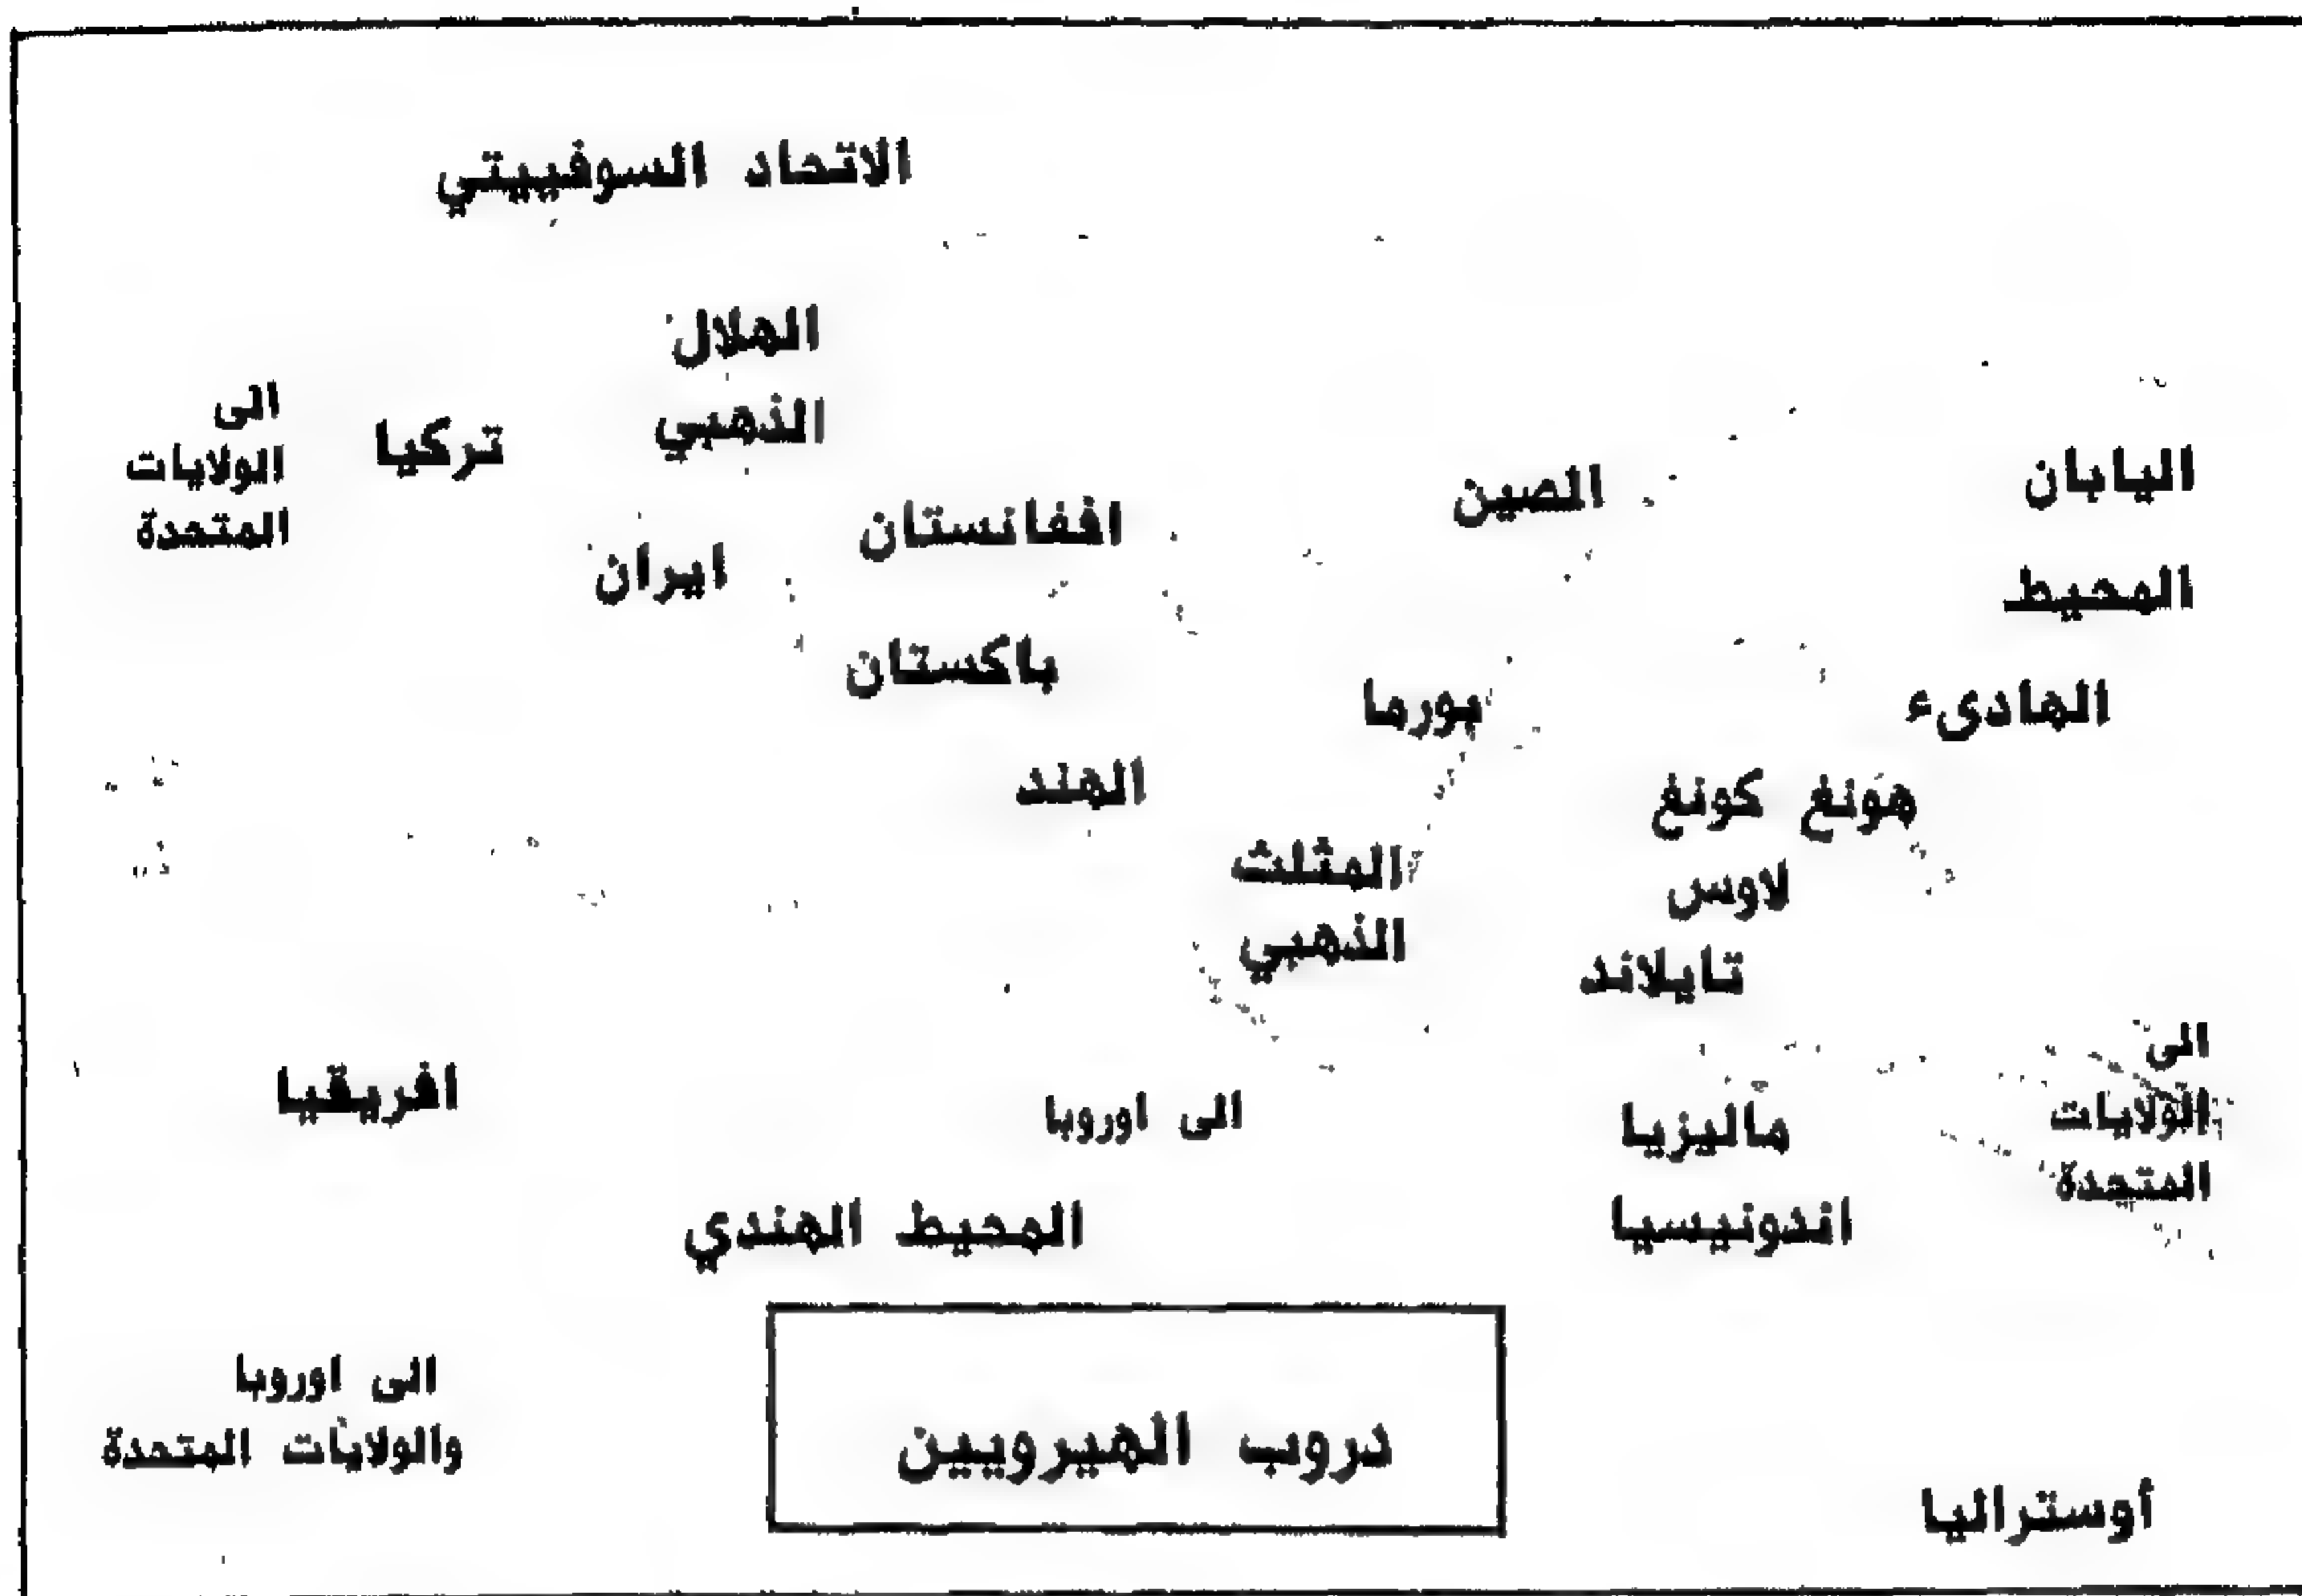 الاتحاد السوفييتي
الهلال
الذهبي
الى
الولايات
المتحدة
تركيا
ايران
افغانستان
باكستان
الهند
الصين
اليابان
المحيط
الهادىء
بورما
هونغ كونغ
لاوس
تايلاند
المثلث
الذهبي
الى
الولايات
المتحدة
ماليزيا
اندونيسيا
افريقيا
الى اوروبا
المحيط الهندي
الى اوروبا
والولايات المتحدة
دروب الهيرويين
أوستراليا